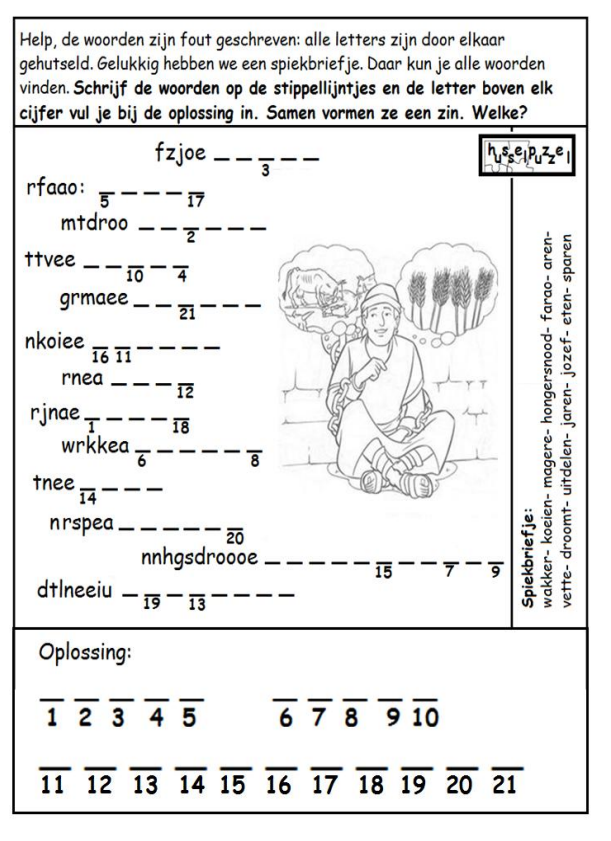 Help, de woorden zijn fout geschreven: alle letters zijn door elkaar
gehutseld. Gelukkig hebben we een spiekbriefje. Daar kun je alle woorden
vinden. Schrijf de woorden op de stippellijntjes en de letter boven elk
cijfer vul je bij de oplossing in. Samen vormen ze een zin. Welke?
husselpuzzel
fzjoe _ _ _ _ _
3
rfaao: _ _ _ _ _
5 17
mtdroo _ _ _ _ _ _
2
ttvee _ _ _ _ _
10 4
grmaee _ _ _ _ _ _
21
nkoiee _ _ _ _ _ _
16 11
rnea _ _ _ _
12
rjnae _ _ _ _ _
1 18
wrkkea _ _ _ _ _ _
6 8
tnee _ _ _ _
14
nrspea _ _ _ _ _ _
20
nnhgsdroooe _ _ _ _ _ _ _ _ _ _ _
15 7 9
dtlneeiu _ _ _ _ _ _ _ _
19 13
Spiekbriefje:
wakker- koeien- magere- hongersnood- farao- aren-
vette- droomt- uitdelen- jaren- jozef- eten- sparen
Oplossing:
_ _ _ _ _ _ _ _ _ _
1 2 3 4 5 6 7 8 9 10
_ _ _ _ _ _ _ _ _ _ _
11 12 13 14 15 16 17 18 19 20 21